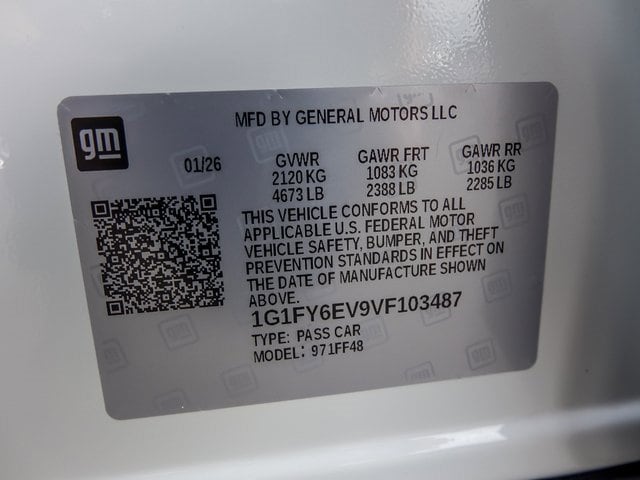 gm
MFD BY GENERAL MOTORS LLC
01/26
GVWR GAWR FRT GAWR RR
2120 KG 1083 KG 1036 KG
4673 LB 2388 LB 2285 LB
THIS VEHICLE CONFORMS TO ALL
APPLICABLE U.S. FEDERAL MOTOR
VEHICLE SAFETY, BUMPER, AND THEFT
PREVENTION STANDARDS IN EFFECT ON
THE DATE OF MANUFACTURE SHOWN
ABOVE.
1G1FY6EV9VF103487
TYPE: PASS CAR
MODEL: 971FF48